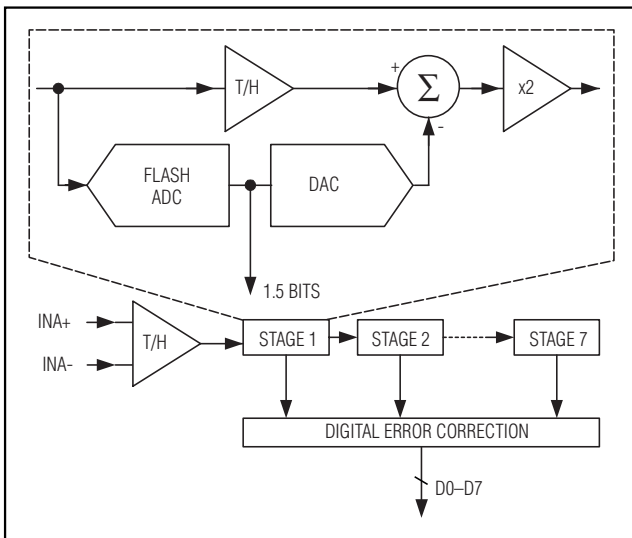 T/H
+
Σ
x2
-
FLASH
ADC
DAC
1.5 BITS
INA+
INA-
T/H
STAGE 1
STAGE 2
STAGE 7
DIGITAL ERROR CORRECTION
D0–D7